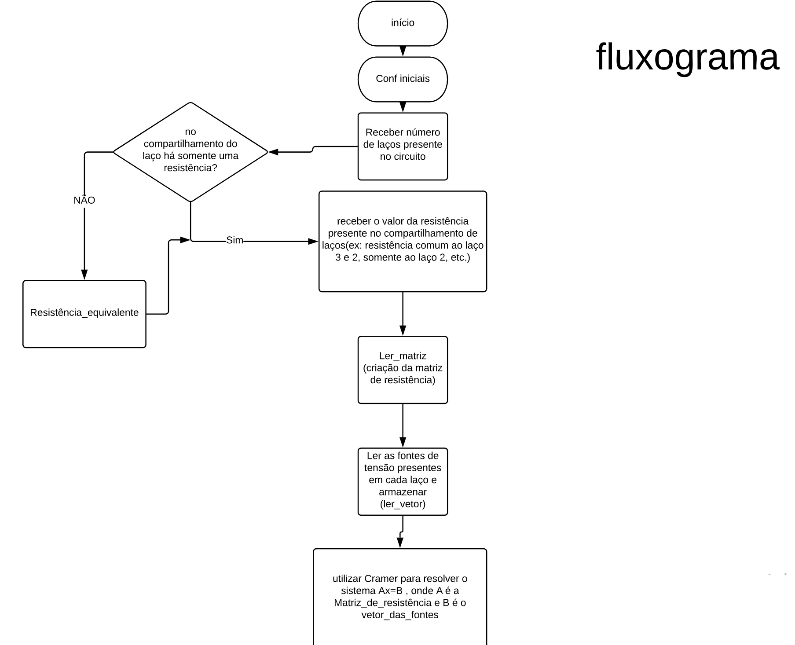 início
fluxograma
Conf iniciais
Receber número
de laços presente
no circuito
no
compartilhamento do
laço há somente uma
resistência?
NÃO
receber o valor da resistência
presente no compartilhamento de
laços(ex: resistência comum ao laço
3 e 2, somente ao laço 2, etc.)
Sim
Resistência_equivalente
Ler_matriz
(criação da matriz
de resistência)
Ler as fontes de
tensão presentes
em cada laço e
armazenar
(ler_vetor)
utilizar Cramer para resolver o
sistema Ax=B , onde A é a
Matriz_de_resistência e B é o
vetor_das_fontes